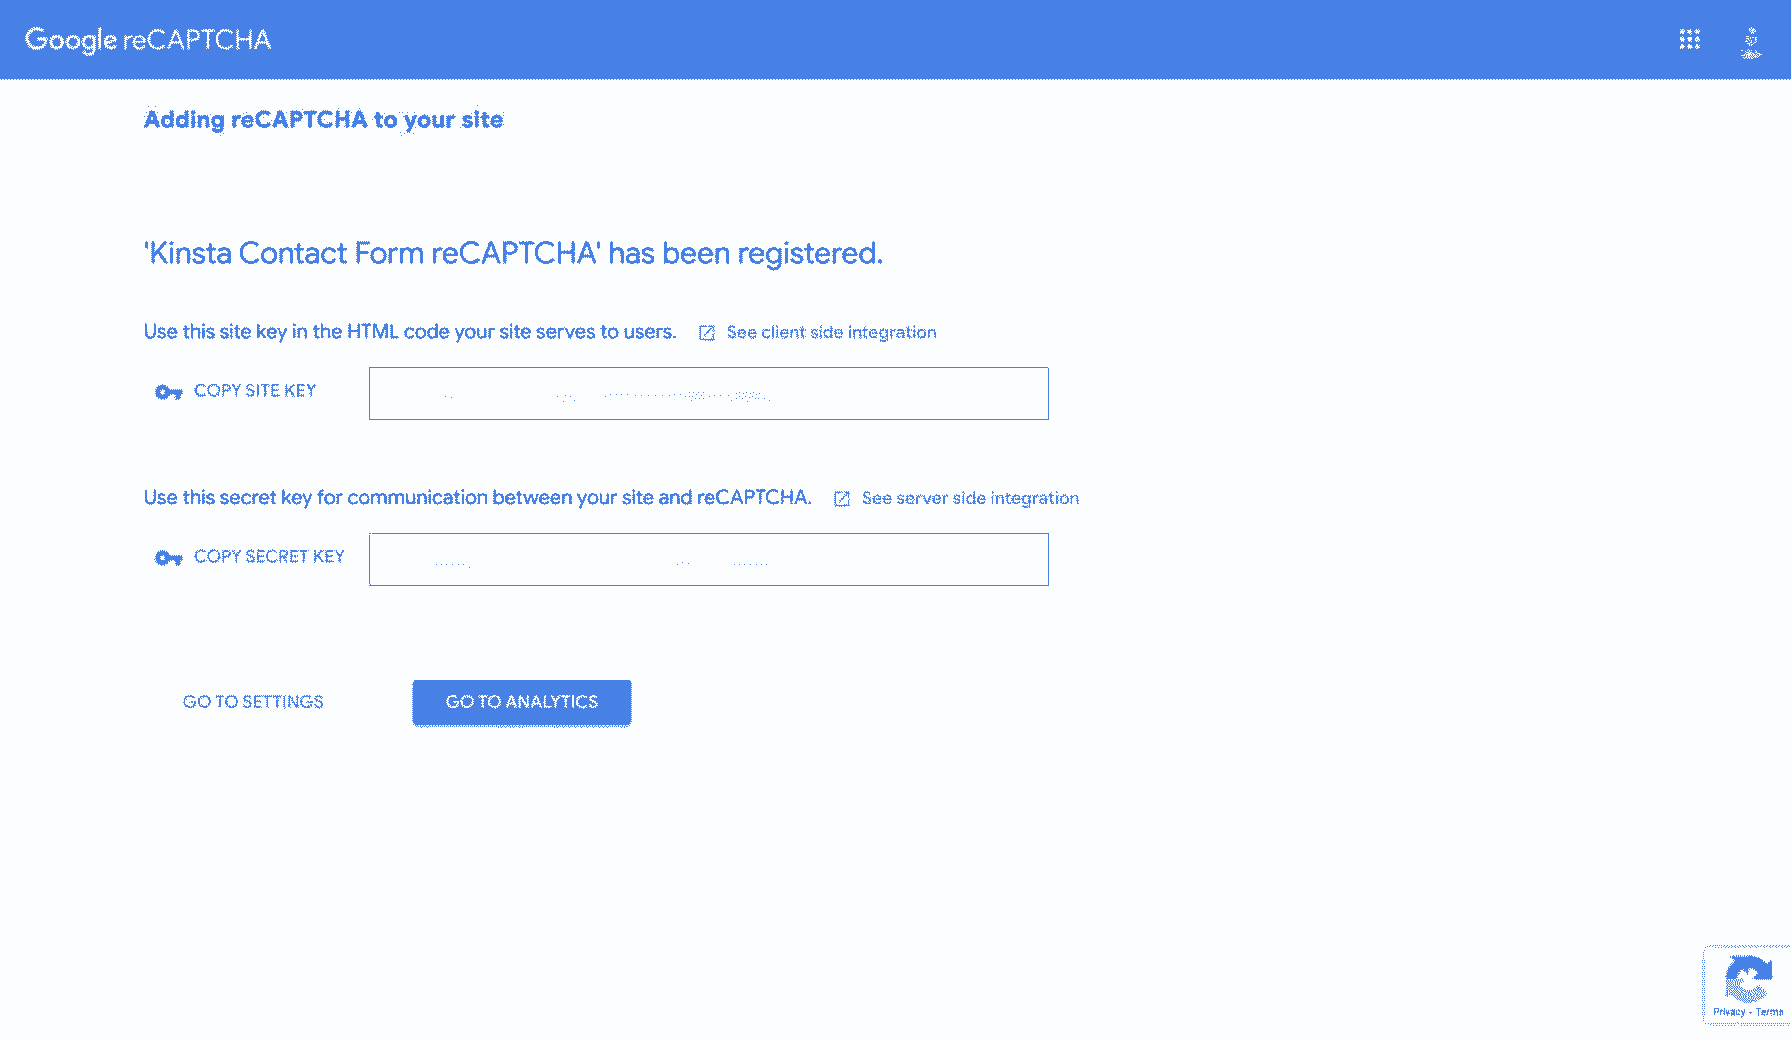 Google reCAPTCHA
Adding reCAPTCHA to your site
'Kinsta Contact Form reCAPTCHA' has been registered.
Use this site key in the HTML code your site serves to users. See client side integration
COPY SITE KEY
Use this secret key for communication between your site and reCAPTCHA. See server side integration
COPY SECRET KEY
GO TO SETTINGS GO TO ANALYTICS
Privacy - Terms